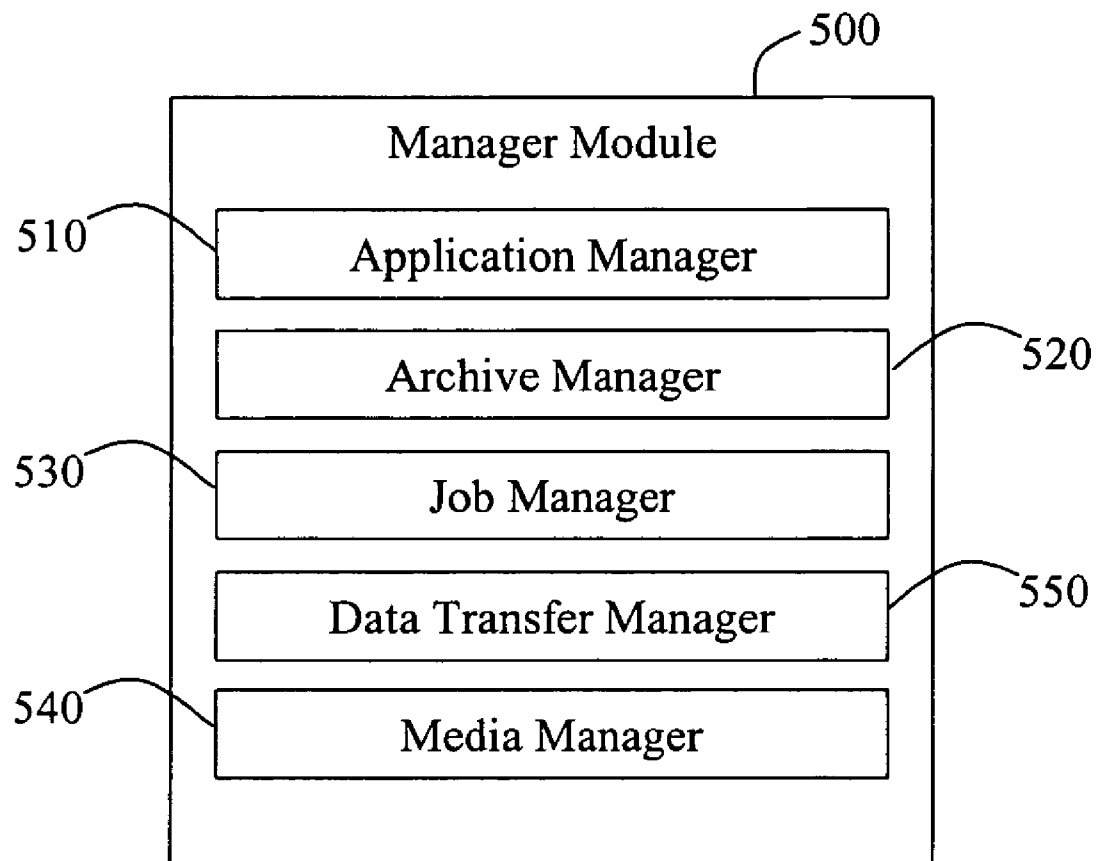 500
Manager Module
510
Application Manager
Archive Manager
520
530
Job Manager
Data Transfer Manager
550
540
Media Manager